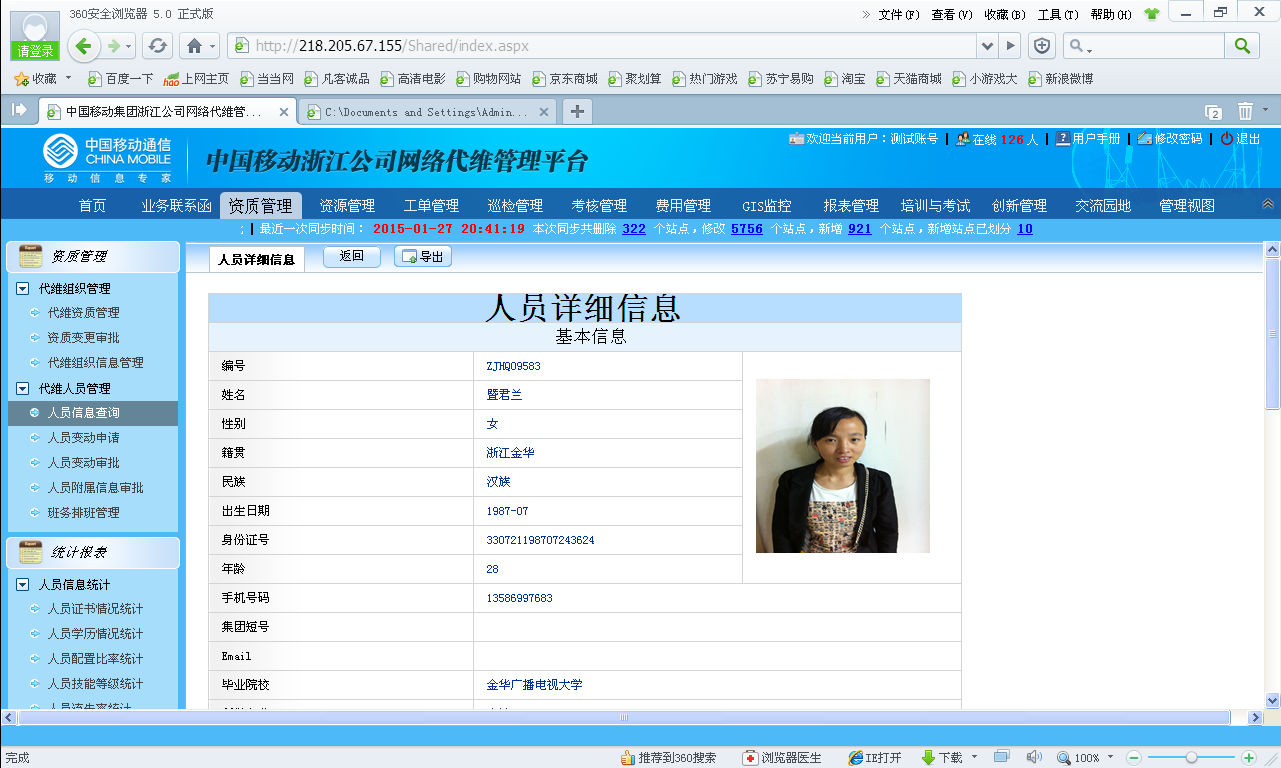 360安全浏览器 5.0 正式版
» 文件(F) 查看(V) 收藏(B) 工具(T) 帮助(H)
请登录
http://218.205.67.155/Shared/index.aspx
收藏 百度一下 hao 上网主页 当当网 凡客诚品 高清电影 购物网站 京东商城 聚划算 热门游戏 苏宁易购 淘宝 天猫商城 小游戏大 新浪微博
中国移动集团浙江公司网络代维管... C:\Documents and Settings\Admin... 2
中国移动通信
CHINA MOBILE
移动信息专家
中国移动浙江公司网络代维管理平台
欢迎当前用户：测试账号 | 在线 126 人 | 用户手册 | 修改密码 | 退出
首页 业务联系函 资质管理 资源管理 工单管理 巡检管理 考核管理 费用管理 GIS监控 报表管理 培训与考试 创新管理 交流园地 管理视图
; | 最近一次同步时间： 2015-01-27 20:41:19 本次同步共删除 322 个站点，修改 5756 个站点，新增 921 个站点，新增站点已划分 10
资质管理
代维组织管理
代维资质管理
资质变更审批
代维组织信息管理
代维人员管理
人员信息查询
人员变动申请
人员变动审批
人员附属信息审批
班务排班管理
统计报表
人员信息统计
人员证书情况统计
人员学历情况统计
人员配置比率统计
人员技能等级统计
人员流失率统计
人员详细信息 返回 导出
人员详细信息
基本信息
编号 ZJHQ09583
姓名 暨君兰
性别 女
籍贯 浙江金华
民族 汉族
出生日期 1987-07
身份证号 330721198707243624
年龄 28
手机号码 13586997683
集团短号
Email
毕业院校 金华广播电视大学
完成 推荐到360搜索 浏览器医生 IE打开 下载 100%